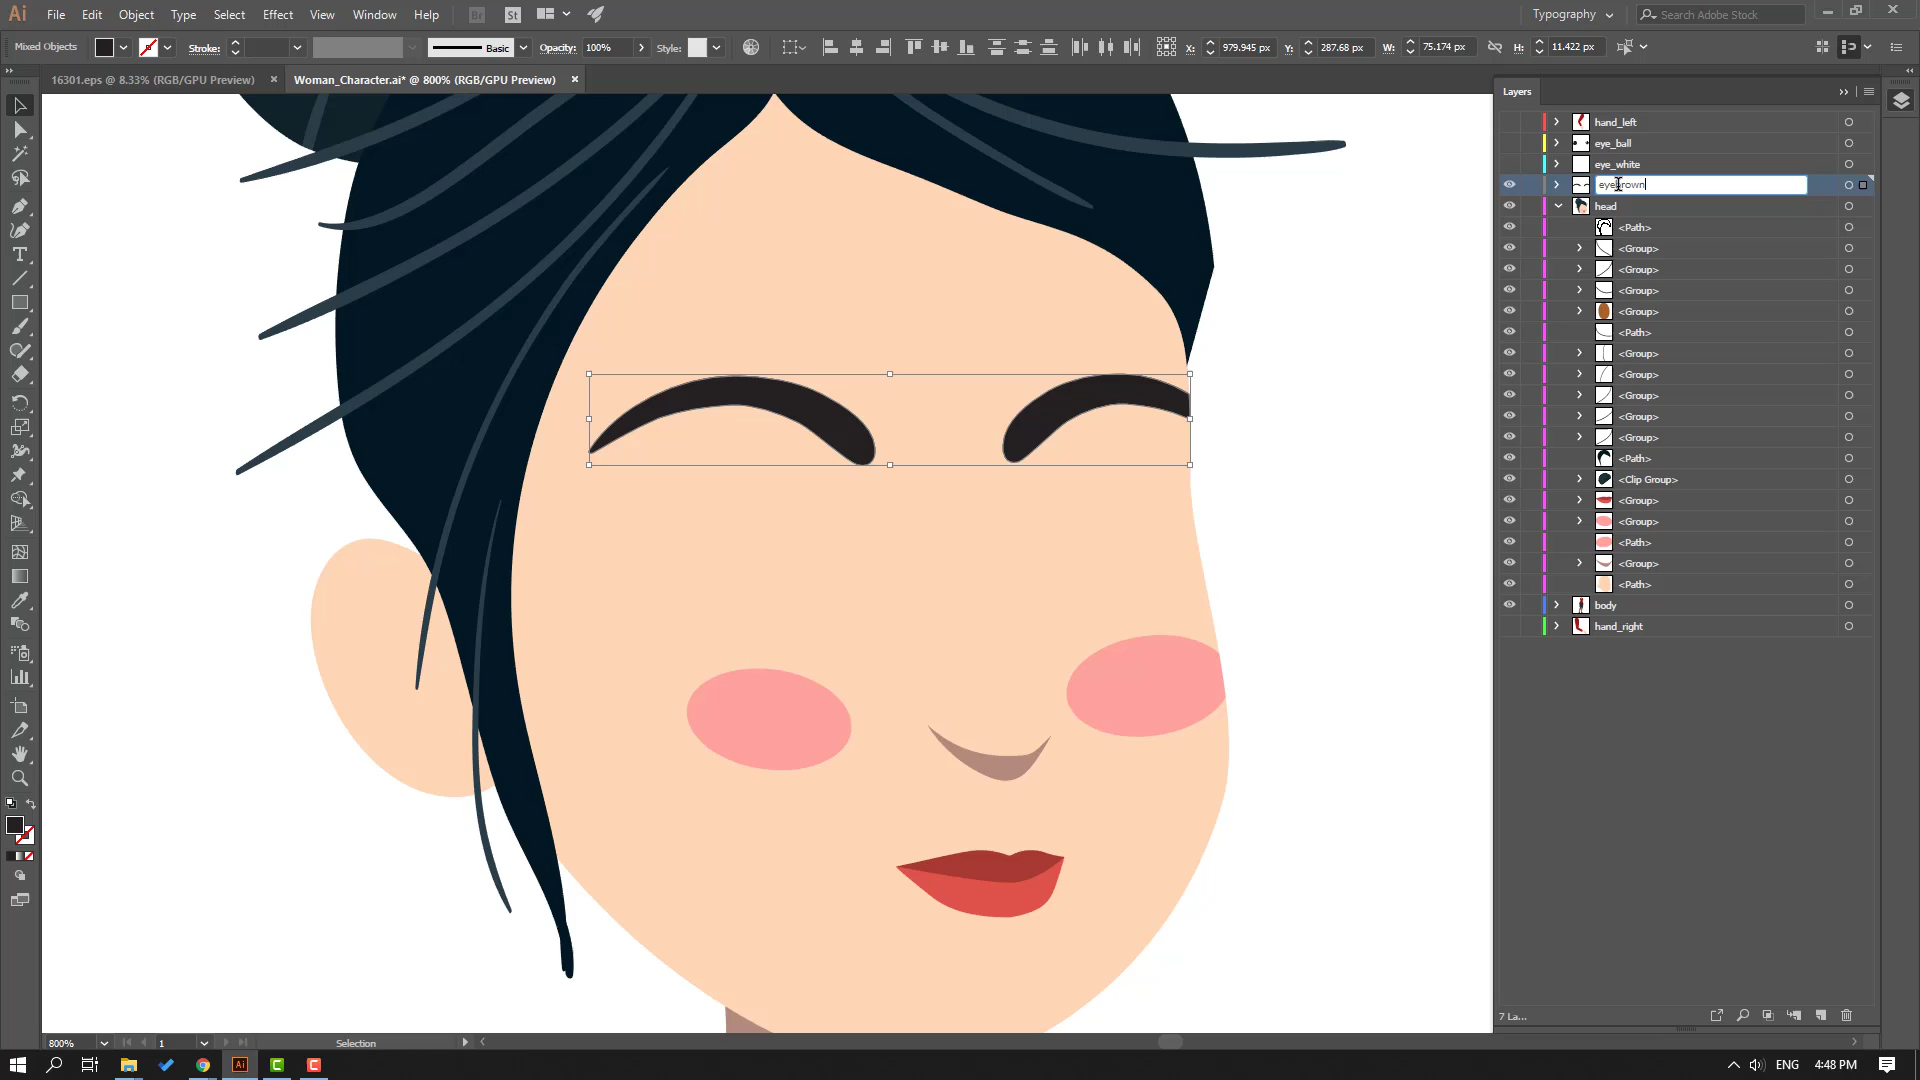 Ai File Edit Object Type Select Effect View Window Help Br St Typography Search Adobe Stock
Mixed Objects Stroke: Basic Opacity: 100% Style: X: 979.945 px Y: 287.68 px W: 75.174 px H: 11.422 px
16301.eps @ 8.33% (RGB/GPU Preview) Woman_Character.ai* @ 800% (RGB/GPU Preview)
Layers
hand_left
eye_ball
eye_white
head
<Path>
<Group>
<Group>
<Group>
<Group>
<Path>
<Group>
<Group>
<Group>
<Group>
<Group>
<Path>
<Clip Group>
<Group>
<Group>
<Path>
<Group>
<Path>
body
hand_right
7 La...
800% 1 Selection
Ai C C ENG 4:48 PM